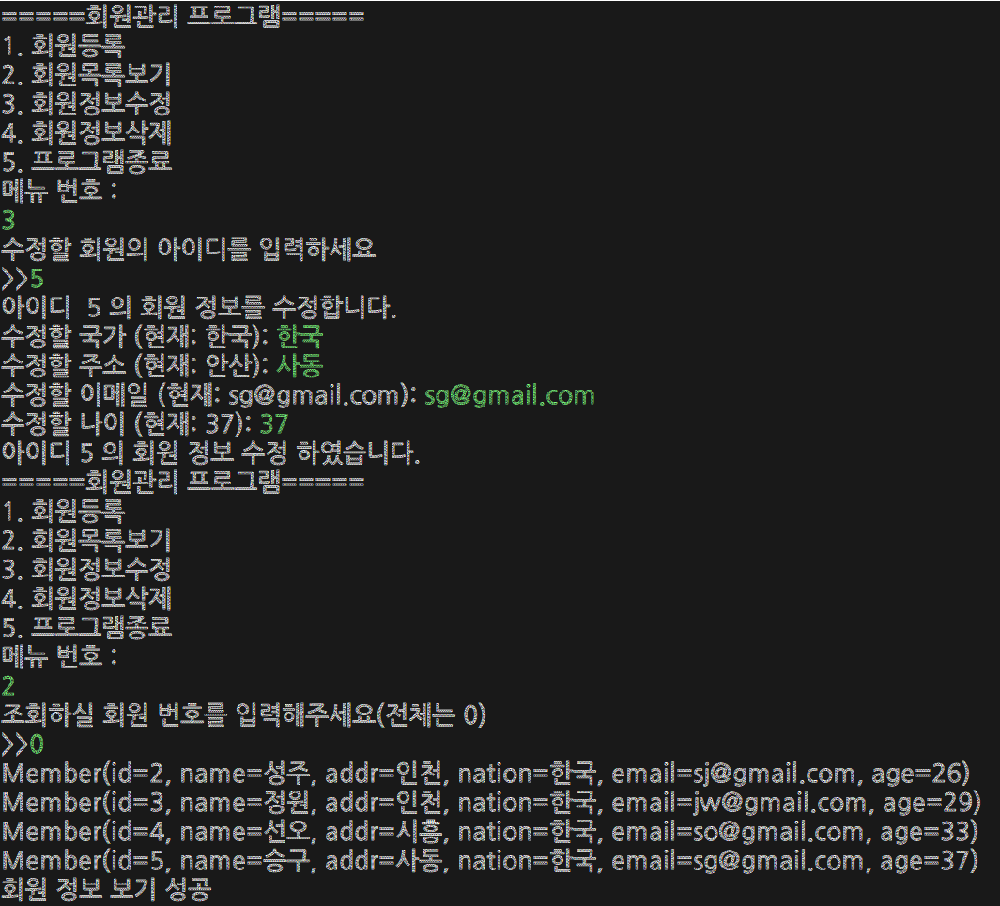 =====회원관리 프로그램=====
1. 회원등록
2. 회원목록보기
3. 회원정보수정
4. 회원정보삭제
5. 프로그램종료
메뉴 번호 :
3
수정할 회원의 아이디를 입력하세요
>>5
아이디  5 의 회원 정보를 수정합니다.
수정할 국가 (현재: 한국): 한국
수정할 주소 (현재: 안산): 사동
수정할 이메일 (현재: sg@gmail.com): sg@gmail.com
수정할 나이 (현재: 37): 37
아이디 5 의 회원 정보 수정 하였습니다.
=====회원관리 프로그램=====
1. 회원등록
2. 회원목록보기
3. 회원정보수정
4. 회원정보삭제
5. 프로그램종료
메뉴 번호 :
2
조회하실 회원 번호를 입력해주세요(전체는 0)
>>0
Member(id=2, name=성주, addr=인천, nation=한국, email=sj@gmail.com, age=26)
Member(id=3, name=정원, addr=인천, nation=한국, email=jw@gmail.com, age=29)
Member(id=4, name=선오, addr=시흥, nation=한국, email=so@gmail.com, age=33)
Member(id=5, name=승구, addr=사동, nation=한국, email=sg@gmail.com, age=37)
회원 정보 보기 성공